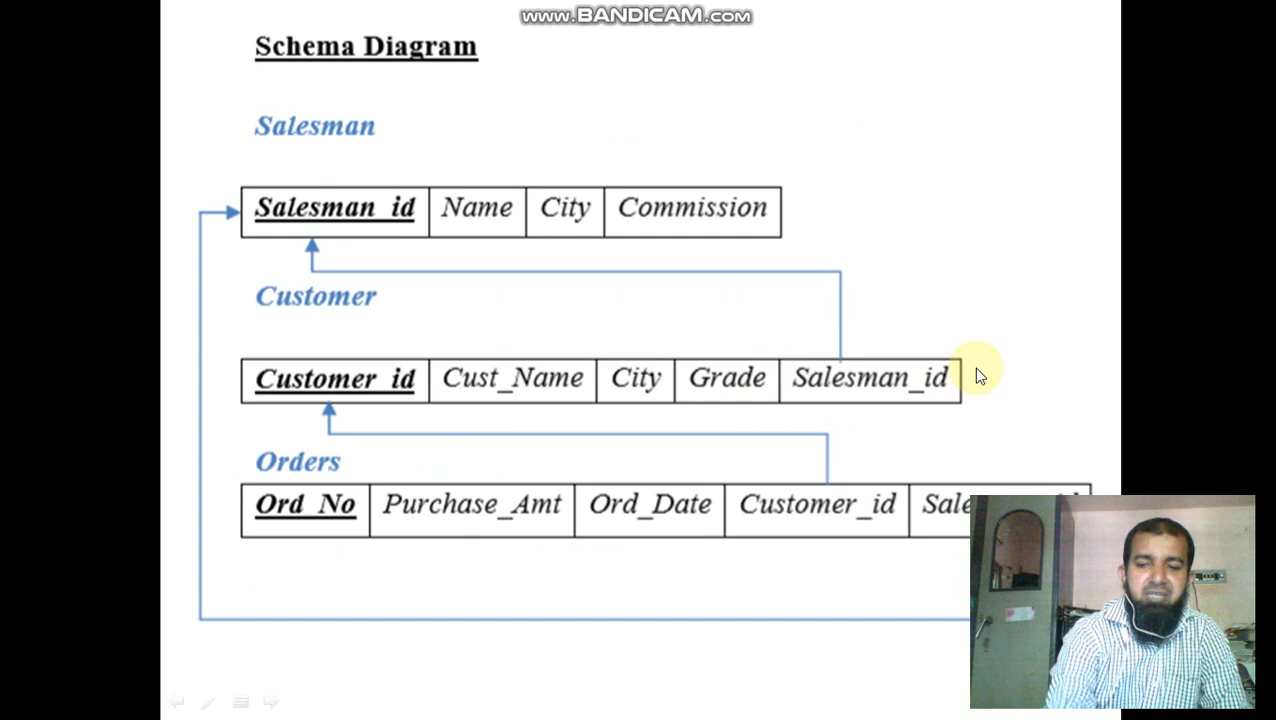 www.BANDICAM.com
Schema Diagram
Salesman
Salesman_id Name City Commission
Customer
Customer_id Cust_Name City Grade Salesman_id
Orders
Ord_No Purchase_Amt Ord_Date Customer_id